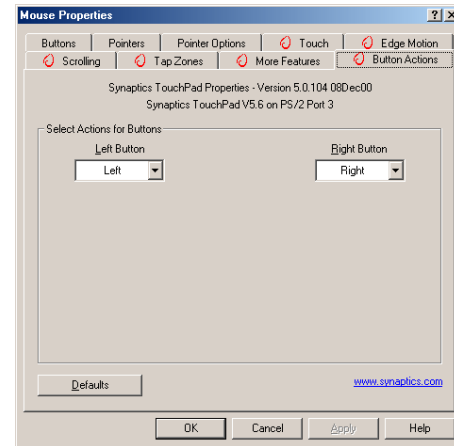 Mouse Properties
Buttons Pointers Pointer Options Touch Edge Motion
Scrolling Tap Zones More Features Button Actions
Synaptics TouchPad Properties - Version 5.0.104 08Dec00
Synaptics TouchPad V5.6 on PS/2 Port 3
Select Actions for Buttons
Left Button Right Button
Left Right
Defaults www.synaptics.com
OK Cancel Apply Help